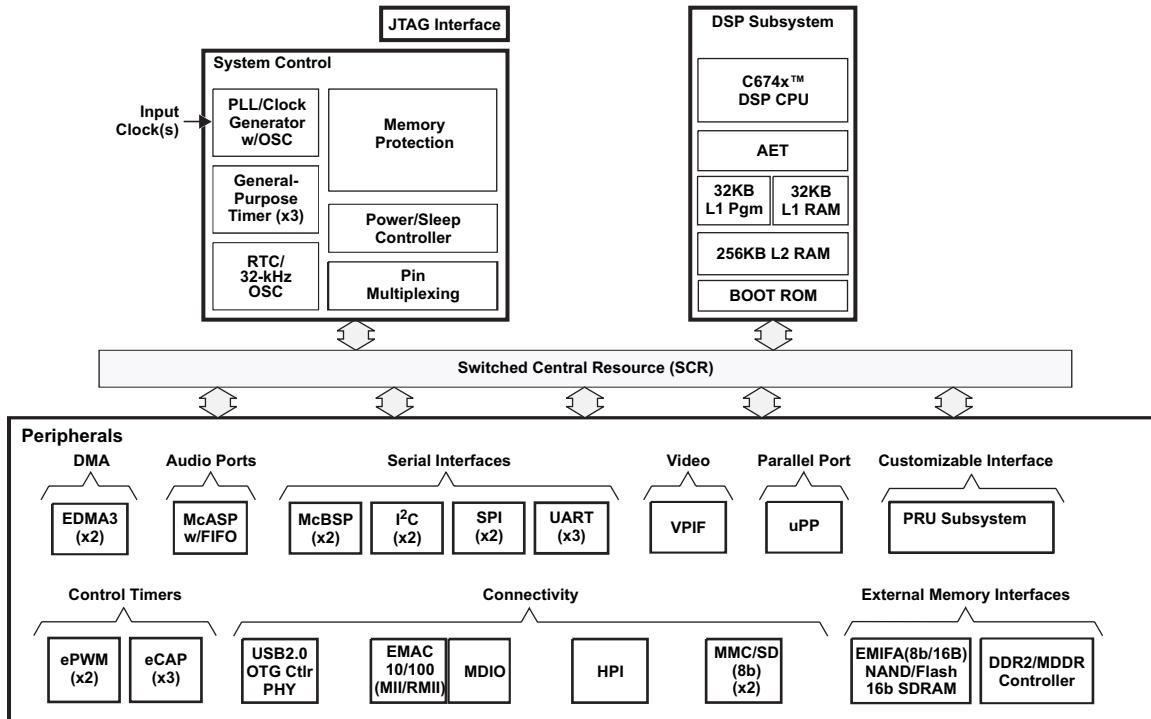 JTAG Interface
System Control
Input
Clock(s)
PLL/Clock
Generator
w/OSC
General-
Purpose
Timer (x3)
RTC/
32-kHz
OSC
Memory
Protection
Power/Sleep
Controller
Pin
Multiplexing
DSP Subsystem
C674x™
DSP CPU
AET
32KB
L1 Pgm
32KB
L1 RAM
256KB L2 RAM
BOOT ROM
Switched Central Resource (SCR)
Peripherals
DMA
EDMA3
(x2)
Audio Ports
McASP
w/FIFO
Serial Interfaces
McBSP
(x2)
I²C
(x2)
SPI
(x2)
UART
(x3)
Video
VPIF
Parallel Port
uPP
Customizable Interface
PRU Subsystem
Control Timers
ePWM
(x2)
eCAP
(x3)
Connectivity
USB2.0
OTG Ctlr
PHY
EMAC
10/100
(MII/RMII)
MDIO
HPI
MMC/SD
(8b)
(x2)
External Memory Interfaces
EMIFA(8b/16B)
NAND/Flash
16b SDRAM
DDR2/MDDR
Controller